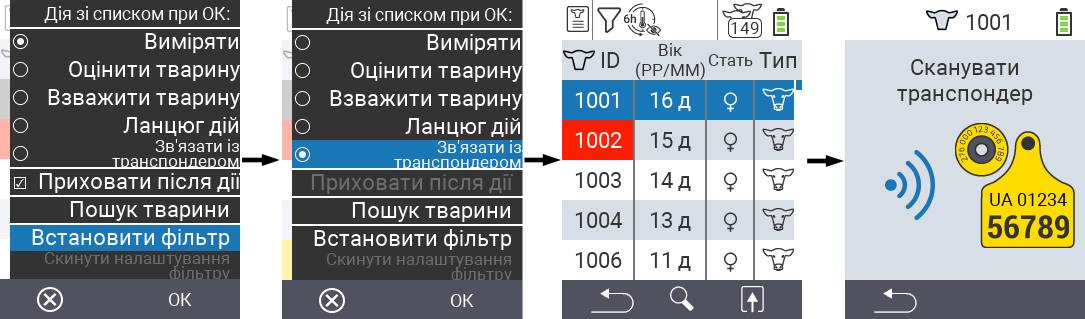 Дія зі списком при ОК:
Виміряти
Оцінити тварину
Зважити тварину
Ланцюг дій
Зв'язати із
транспондером
Приховати після дії
Пошук тварини
Встановити фільтр
Скинути налаштування
фільтру
OK
Дія зі списком при ОК:
Виміряти
Оцінити тварину
Взважити тварину
Ланцюг дій
Зв'язати із
транспондером
Приховати після дії
Пошук тварини
Встановити фільтр
Скинути налаштування
фільтру
OK
6h
149
ID
Вік
(РР/ММ)
Стать
Тип
1001 16 д
1002 15 д
1003 14 д
1004 13 д
1006 11 д
1001
Сканувати
транспондер
276 000 123 456 789
UA 01234
56789